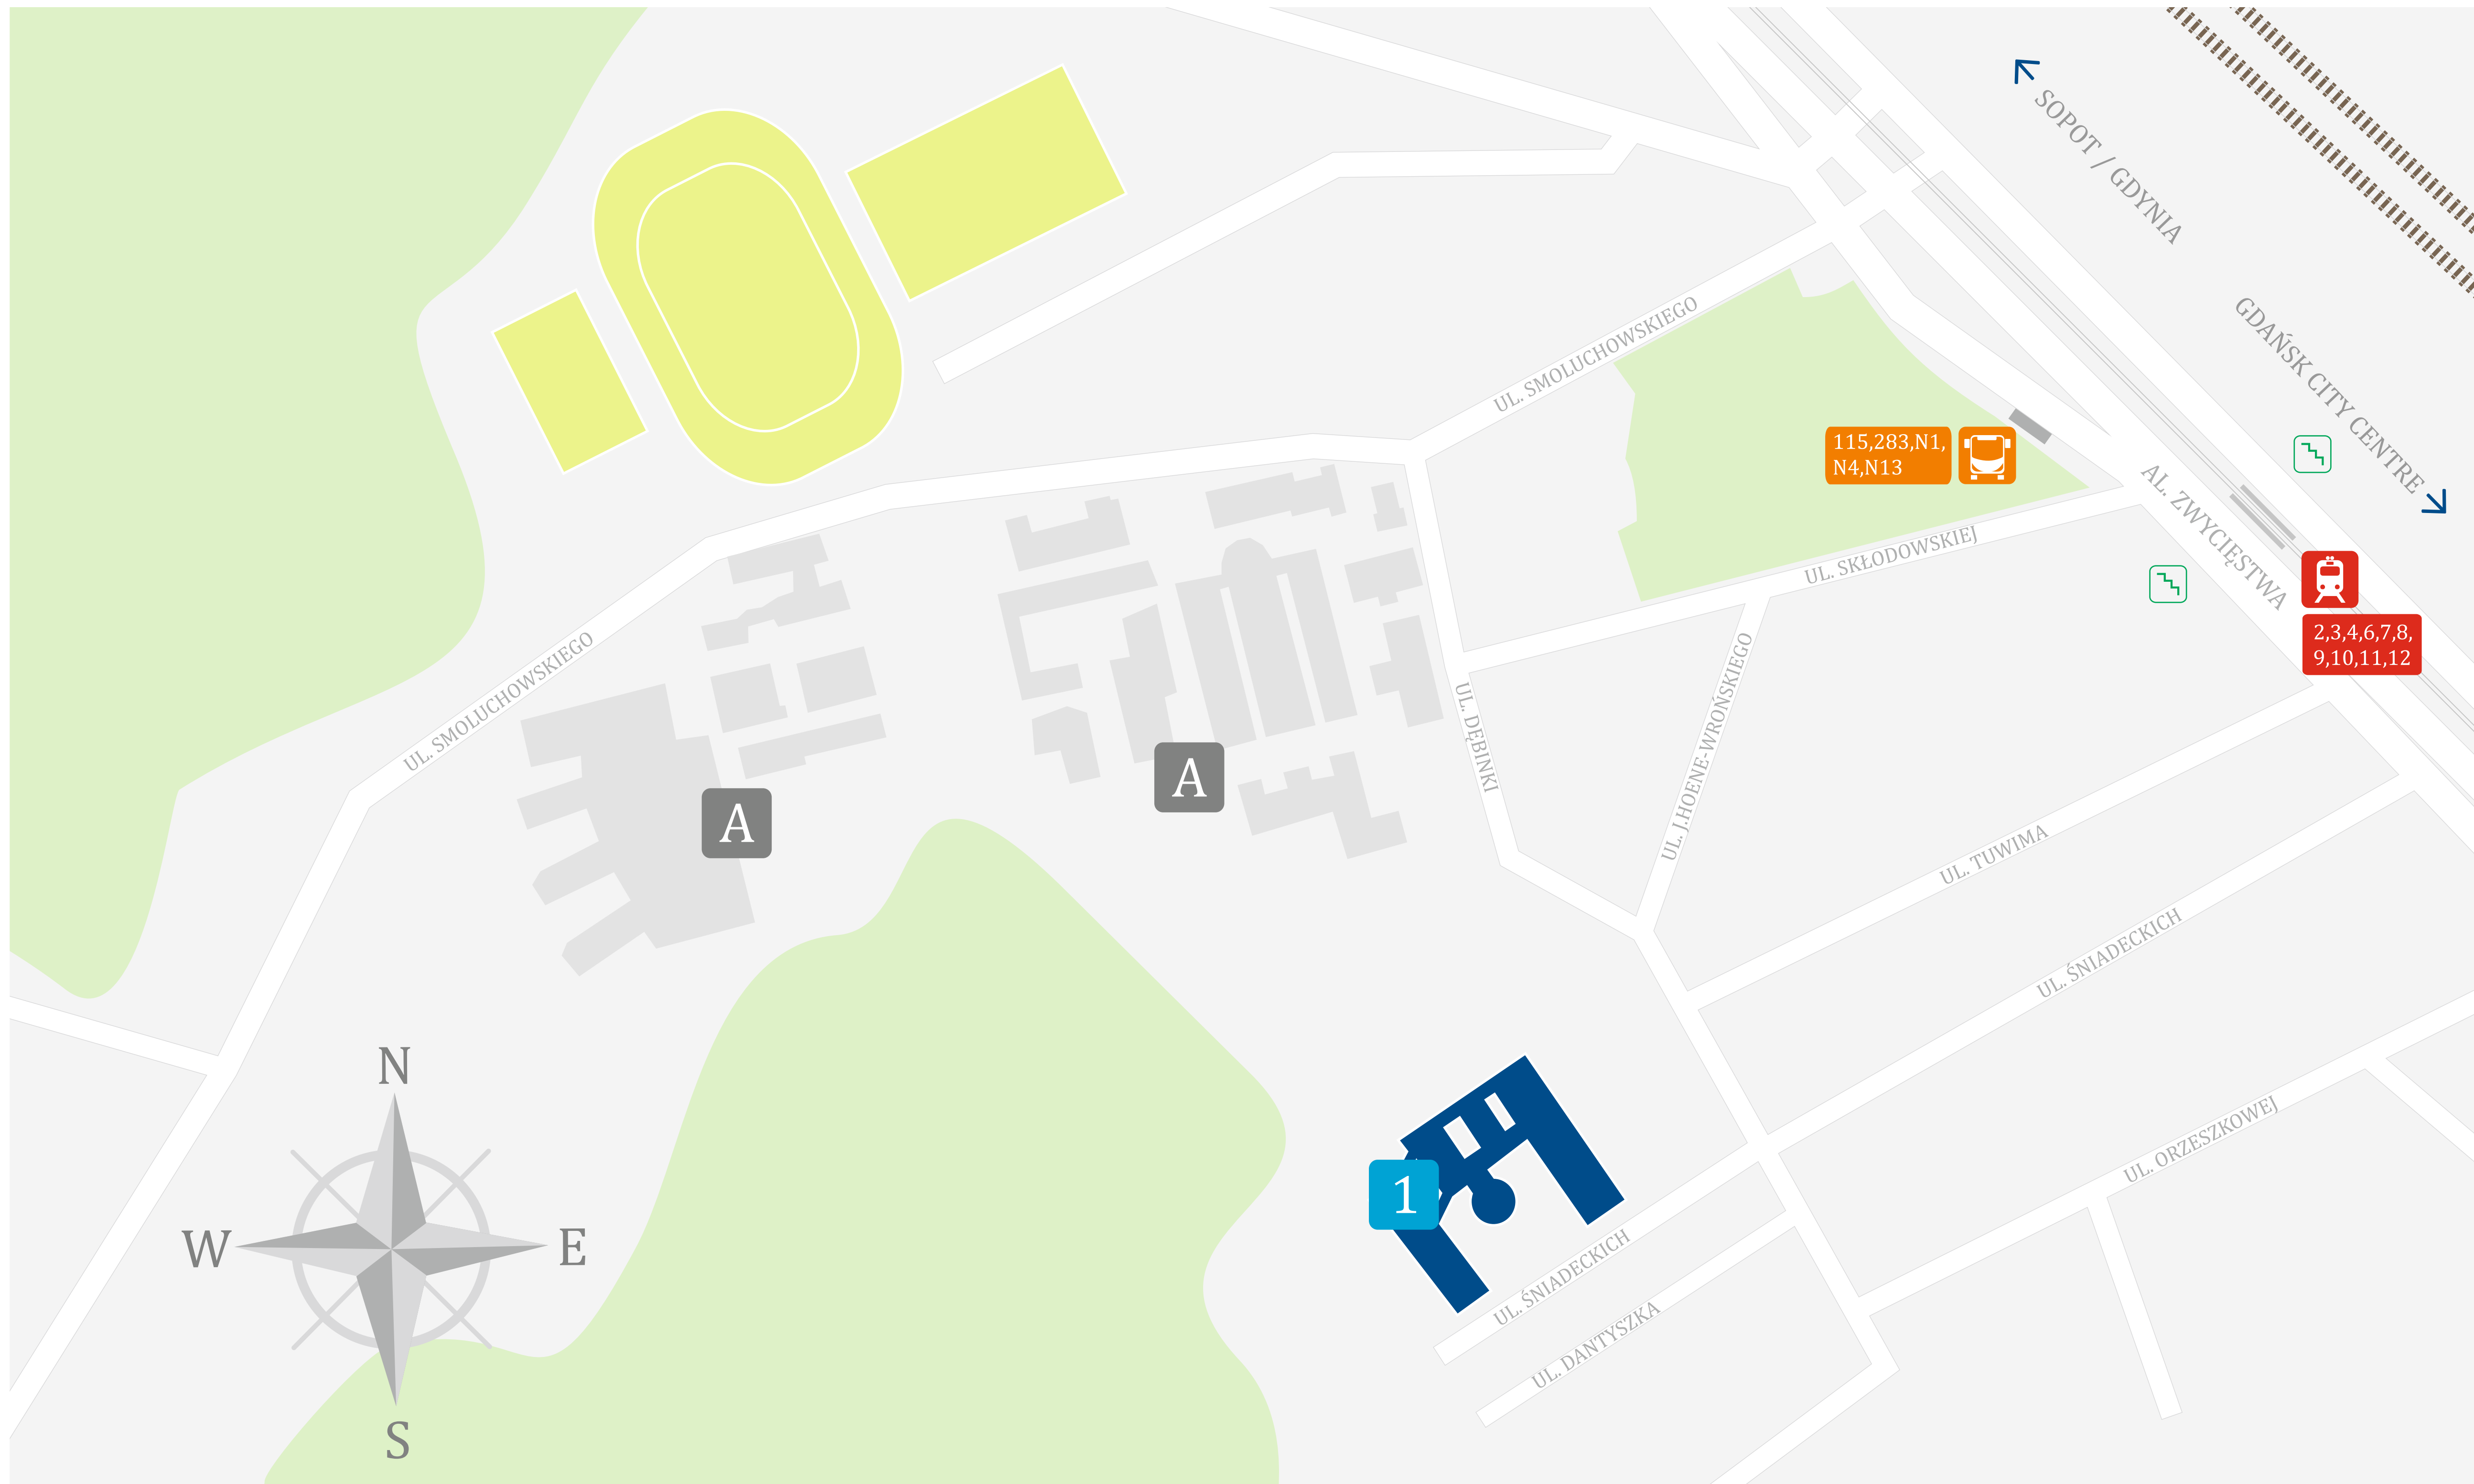 SOPOT / GDYNIA
GDAŃSK CITY CENTRE
UL. SMOLUCHOWSKIEGO
115,283,N1,
N4,N13
AL. ZWYCIĘSTWA
UL. SKŁODOWSKIEJ
2,3,4,6,7,8,
9,10,11,12
UL. SMOLUCHOWSKIEGO
UL. DĘBINKI
UL. J.HOENE-WROŃSKIEGO
A
A
UL. TUWIMA
UL. ŚNIADECKICH
N
W
E
S
1
UL. ORZESZKOWEJ
UL. ŚNIADECKICH
UL. DANTYSZKA